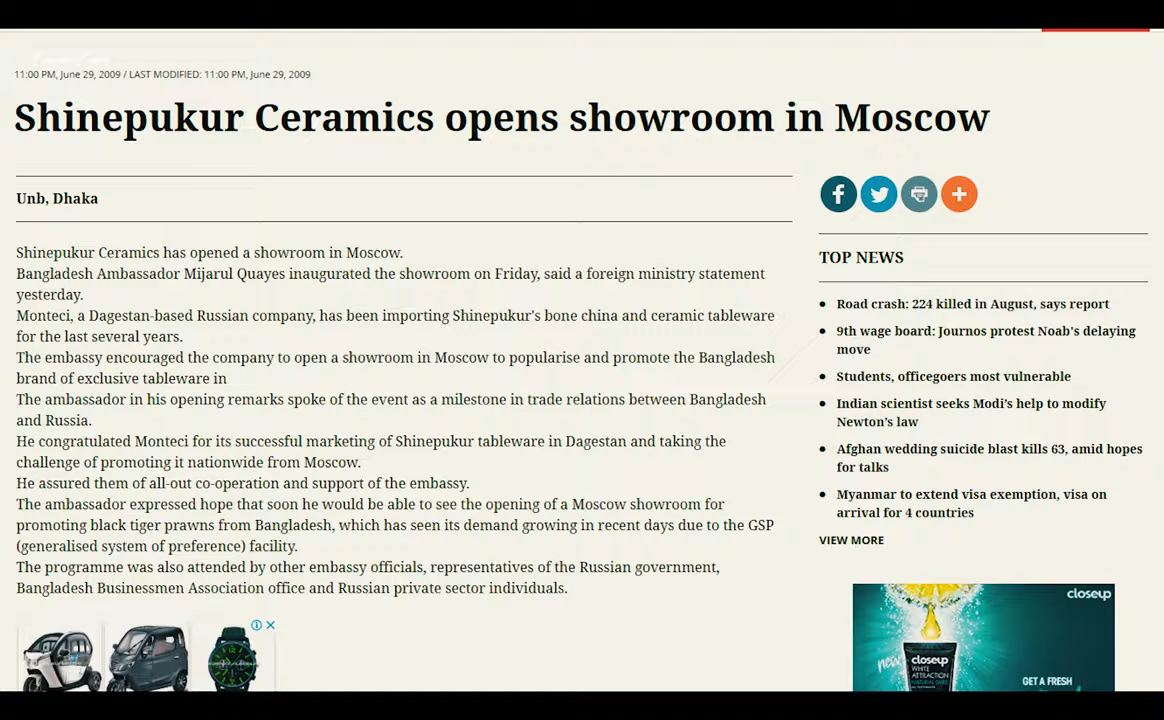 11:00 PM, June 29, 2009 / LAST MODIFIED: 11:00 PM, June 29, 2009
Shinepukur Ceramics opens showroom in Moscow
Unb, Dhaka
Shinepukur Ceramics has opened a showroom in Moscow.
Bangladesh Ambassador Mijarul Quayes inaugurated the showroom on Friday, said a foreign ministry statement
yesterday.
Monteci, a Dagestan-based Russian company, has been importing Shinepukur's bone china and ceramic tableware
for the last several years.
The embassy encouraged the company to open a showroom in Moscow to popularise and promote the Bangladesh
brand of exclusive tableware in
The ambassador in his opening remarks spoke of the event as a milestone in trade relations between Bangladesh
and Russia.
He congratulated Monteci for its successful marketing of Shinepukur tableware in Dagestan and taking the
challenge of promoting it nationwide from Moscow.
He assured them of all-out co-operation and support of the embassy.
The ambassador expressed hope that soon he would be able to see the opening of a Moscow showroom for
promoting black tiger prawns from Bangladesh, which has seen its demand growing in recent days due to the GSP
(generalised system of preference) facility.
The programme was also attended by other embassy officials, representatives of the Russian government,
Bangladesh Businessmen Association office and Russian private sector individuals.
TOP NEWS
Road crash: 224 killed in August, says report
9th wage board: Journos protest Noab's delaying
move
Students, officegoers most vulnerable
Indian scientist seeks Modi's help to modify
Newton's law
Afghan wedding suicide blast kills 63, amid hopes
for talks
Myanmar to extend visa exemption, visa on
arrival for 4 countries
VIEW MORE
closeup
new
closeup
WHITE
ATTRACTION
GET A FRESH